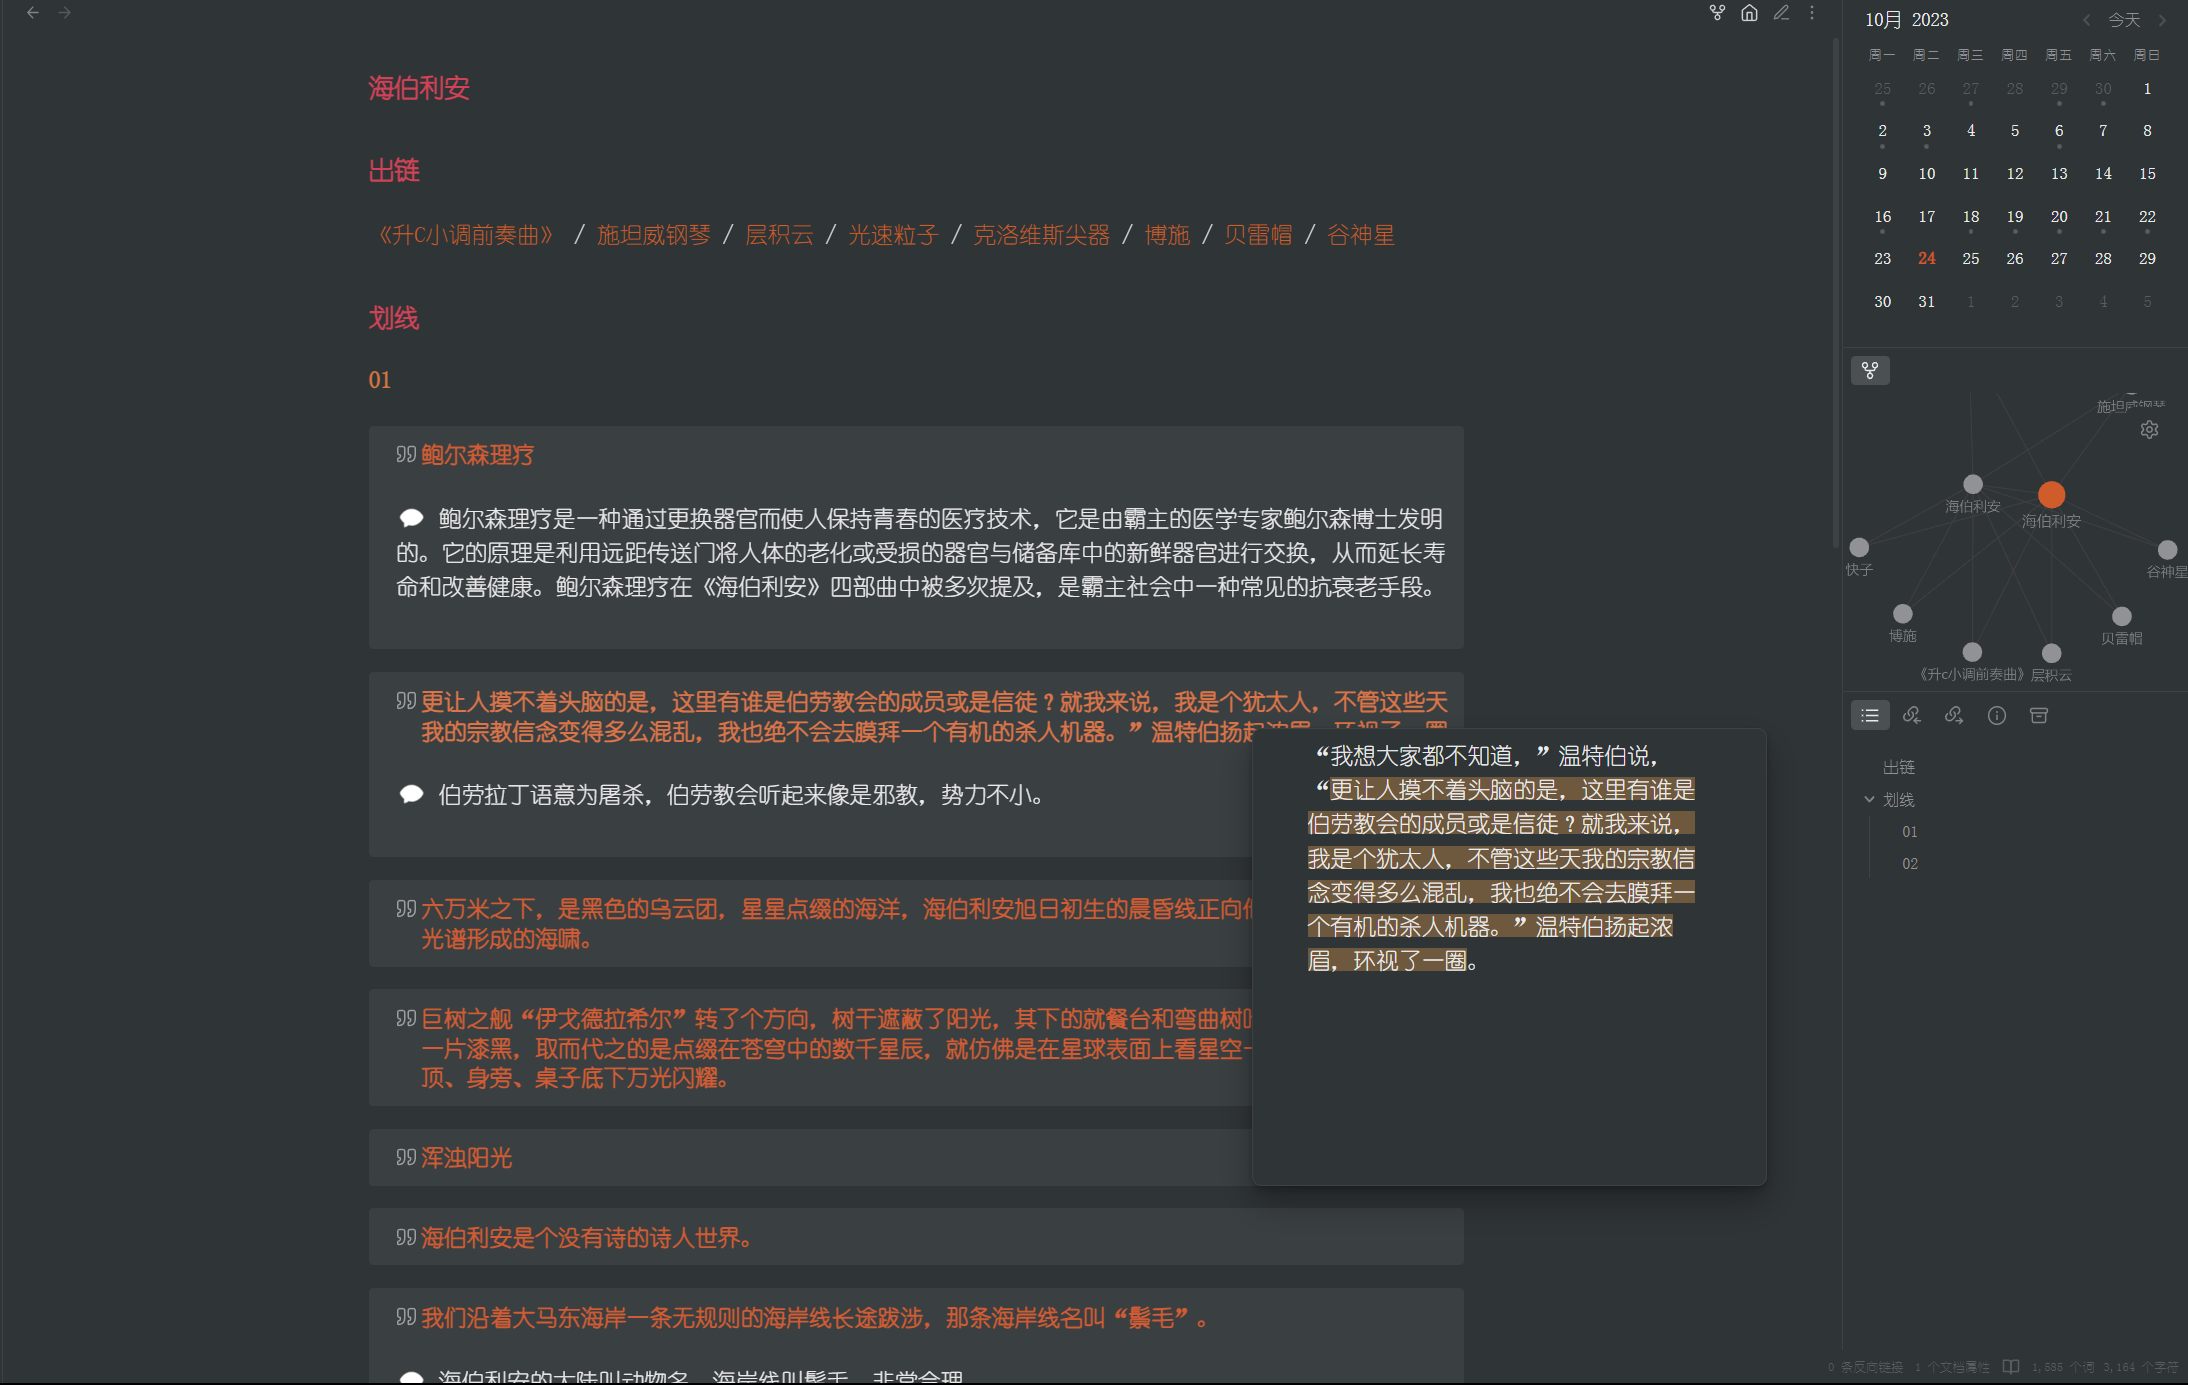 海伯利安
出链
《升C小调前奏曲》 / 施坦威钢琴 / 层积云 / 光速粒子 / 克洛维斯尖器 / 博施 / 贝雷帽 / 谷神星
划线
01
鲍尔森理疗
鲍尔森理疗是一种通过更换器官而使人保持青春的医疗技术，它是由霸主的医学专家鲍尔森博士发明
的。它的原理是利用远距传送门将人体的老化或受损的器官与储备库中的新鲜器官进行交换，从而延长寿
命和改善健康。鲍尔森理疗在《海伯利安》四部曲中被多次提及，是霸主社会中一种常见的抗衰老手段。
更让人摸不着头脑的是，这里有谁是伯劳教会的成员或是信徒？就我来说，我是个犹太人，不管这些天
我的宗教信念变得多么混乱，我也绝不会去膜拜一个有机的杀人机器。”温特伯扬起浓眉，环视了一圈
伯劳拉丁语意为屠杀，伯劳教会听起来像是邪教，势力不小。
六万米之下，是黑色的乌云团，星星点缀的海洋，海伯利安旭日初生的晨昏线正向
光谱形成的海啸。
巨树之舰“伊戈德拉希尔”转了个方向，树干遮蔽了阳光，其下的就餐台和弯曲树
一片漆黑，取而代之的是点缀在苍穹中的数千星辰，就仿佛是在星球表面上看星空一
顶、身旁、桌子底下万光闪耀。
浑浊阳光
海伯利安是个没有诗的诗人世界。
我们沿着大马东海岸一条无规则的海岸线长途跋涉，那条海岸线名叫“鬃毛”。
海伯利安的大陆叫动物名，海岸线叫鬃毛，非常合理
“我想大家都不知道，”温特伯说，
“更让人摸不着头脑的是，这里有谁是
伯劳教会的成员或是信徒？就我来说，
我是个犹太人，不管这些天我的宗教信
念变得多么混乱，我也绝不会去膜拜一
个有机的杀人机器。”温特伯扬起浓
眉，环视了一圈。
10月 2023
今天
周一 周二 周三 周四 周五 周六 周日
25 26 27 28 29 30 1
2 3 4 5 6 7 8
9 10 11 12 13 14 15
16 17 18 19 20 21 22
23 24 25 26 27 28 29
30 31 1 2 3 4 5
施坦威钢琴
海伯利安
海伯利安
快子
谷神星
博施
贝雷帽
《升c小调前奏曲》
层积云
出链
划线
01
02
0 条反向链接 1 个文档属性 1,585 个词 3,164 个字符